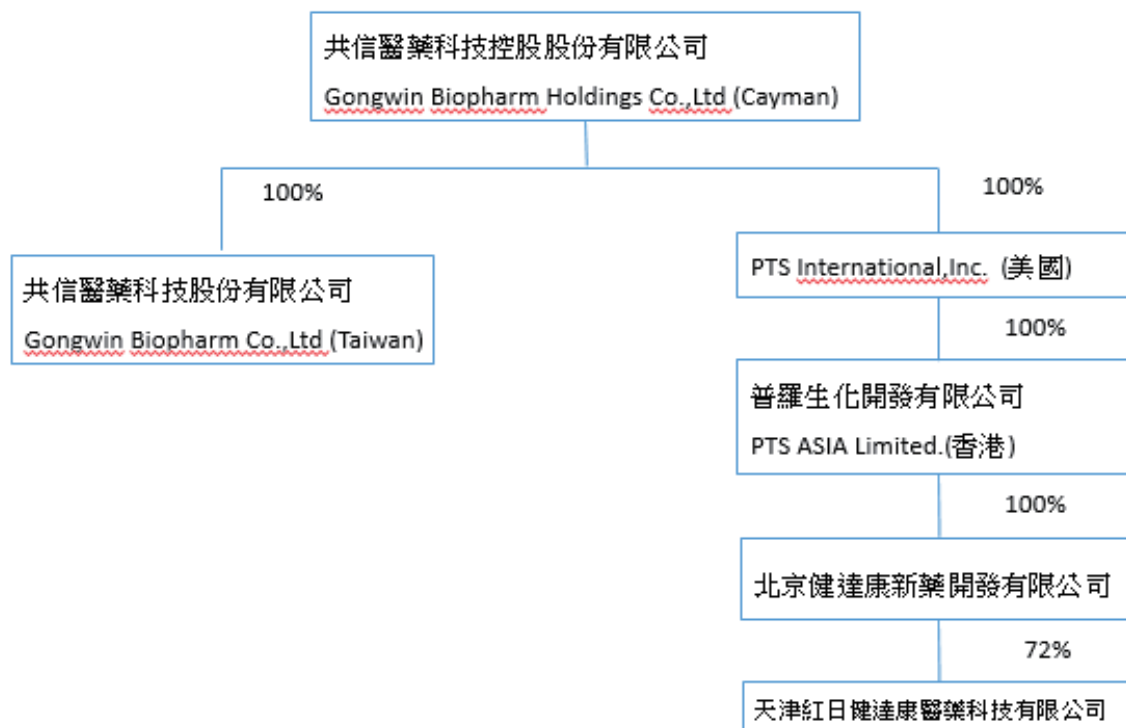 共信醫藥科技控股股份有限公司
Gongwin Biopharm Holdings Co.,Ltd (Cayman)
100%
100%
共信醫藥科技股份有限公司
Gongwin Biopharm Co.,Ltd (Taiwan)
PTS International,Inc. (美國)
100%
普羅生化開發有限公司
PTS ASIA Limited.(香港)
100%
北京健達康新藥開發有限公司
72%
天津紅日健達康醫藥科技有限公司